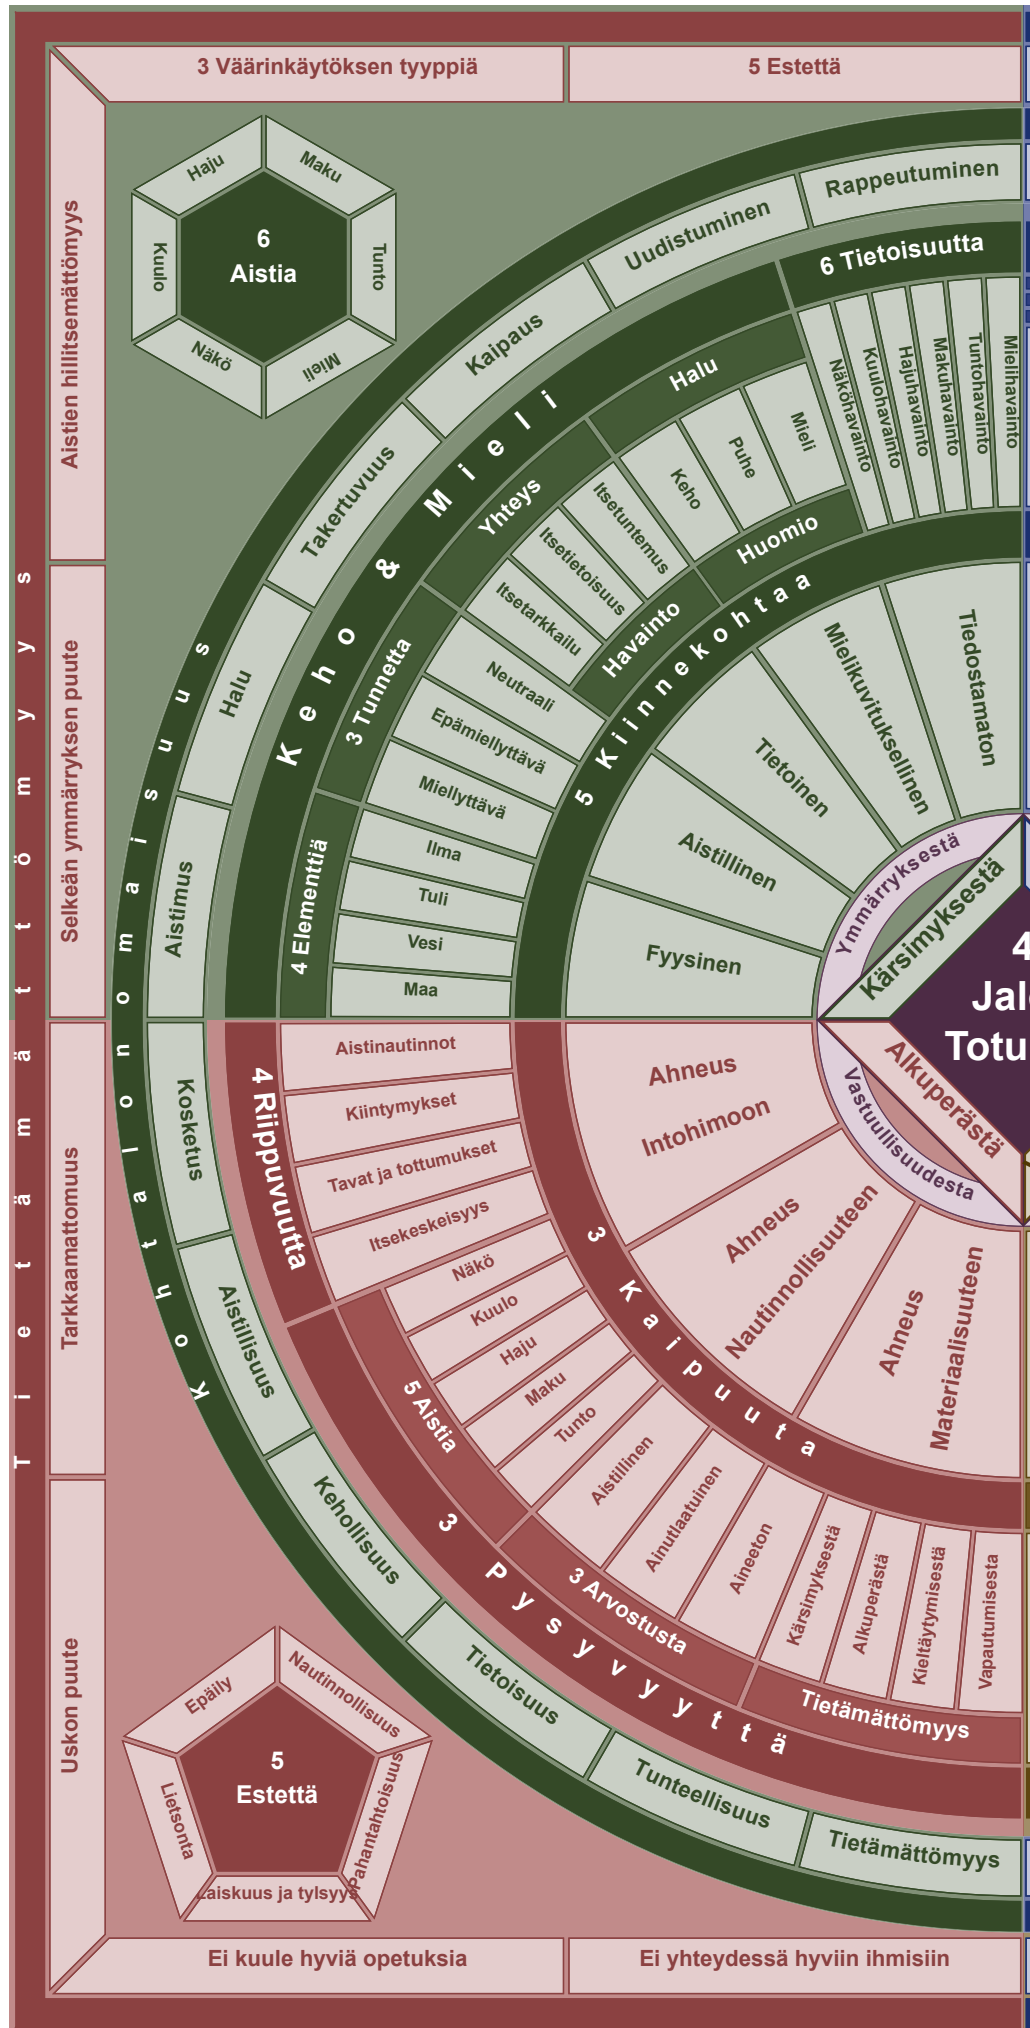 3 Väärinkäytöksen tyyppiä
5 Estettä
Aistien hillitsemättömyys
Selkeän ymmärryksen puute
Tarkkaamattomuus
Uskon puute
Tietämättömyys
6
Aistia
Haju
Maku
Tunto
Mieli
Näkö
Kuulo
Rappeutuminen
Uudistuminen
Kaipaus
Takertuvuus
Halu
Aistimus
Kosketus
Aistillisuus
Kehollisuus
Tietoisuus
Tunteellisuus
Tietämättömyys
Kohtalonomaisuus
Keho & Mieli
6 Tietoisuutta
Näköhavainto
Kuulohavainto
Hajuhavainto
Makuhavainto
Tuntohavainto
Mielihavainto
Halu
Keho
Puhe
Mieli
Huomio
Yhteys
Itsetarkkailu
Itsetietoisuus
Itsetuntemus
Havainto
3 Tunnetta
Neutraali
Epämiellyttävä
Miellyttävä
4 Elementtiä
Ilma
Tuli
Vesi
Maa
5 Kiinnekohtaa
Tiedostamaton
Mielikuvituksellinen
Tietoinen
Aistillinen
Fyysinen
Ymmärryksestä
Kärsimyksestä
4
Jal
Totu
Alkuperästä
Vastuullisuudesta
4 Riippuvuutta
Aistinautinnot
Kiintymykset
Tavat ja tottumukset
Itsekeskeisyys
3 Kaipuuta
Ahneus
Intohimoon
Ahneus
Nautinnollisuuteen
Ahneus
Materiaalisuuteen
3 Pysyvyyttä
5 Aistia
Näkö
Kuulo
Haju
Maku
Tunto
3 Arvostusta
Aistillinen
Ainutlaatuinen
Aineeton
Tietämättömyys
Kärsimyksestä
Alkuperästä
Kieltäytymisestä
Vapautumisesta
5
Estettä
Epäily
Nautinnollisuus
Pahantahtoisuus
Laiskuus ja tylsyys
Lietsonta
Ei kuule hyviä opetuksia
Ei yhteydessä hyviin ihmisiin